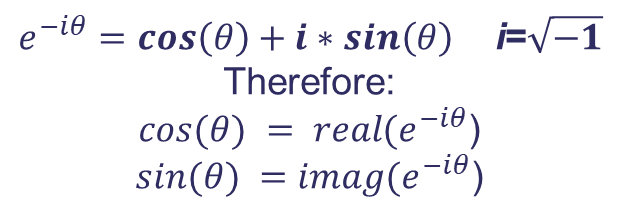 e^{-iθ} = cos(θ) + i * sin(θ) i=√-1
Therefore:
cos(θ) = real(e^{-iθ})
sin(θ) = imag(e^{-iθ})